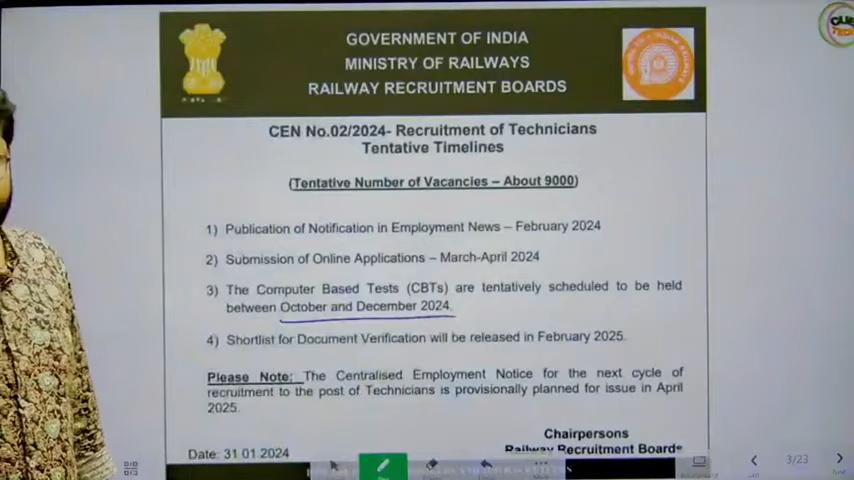 GOVERNMENT OF INDIA
MINISTRY OF RAILWAYS
RAILWAY RECRUITMENT BOARDS
CEN No.02/2024- Recruitment of Technicians
Tentative Timelines
(Tentative Number of Vacancies – About 9000)
1) Publication of Notification in Employment News – February 2024
2) Submission of Online Applications – March-April 2024
3) The Computer Based Tests (CBTs) are tentatively scheduled to be held
between October and December 2024.
4) Shortlist for Document Verification will be released in February 2025.
Please Note: The Centralised Employment Notice for the next cycle of
recruitment to the post of Technicians is provisionally planned for issue in April
2025.
Chairpersons
Railway Recruitment Boards
Date: 31.01.2024
3/23